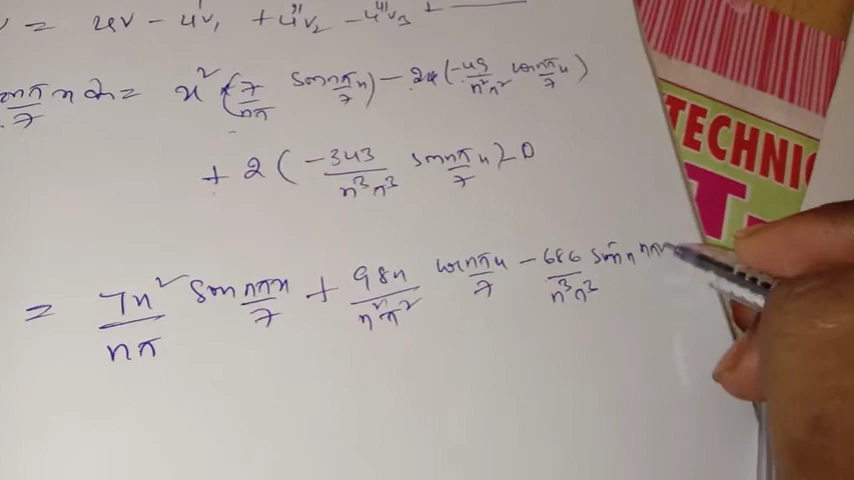 = uv - u'v₁ + u''v₂ - u'''v₃ +
nπ/7 x dx = x² (7/nπ sin nπx/7) - 2x (-49/n²π² cos nπx/7)
+ 2 (-343/n³π³ sin nπx/7) - 0
= 7x²/nπ sin nπx/7 + 98x/n²π² cos nπx/7 - 686/n³π³ sin
TECHNIC